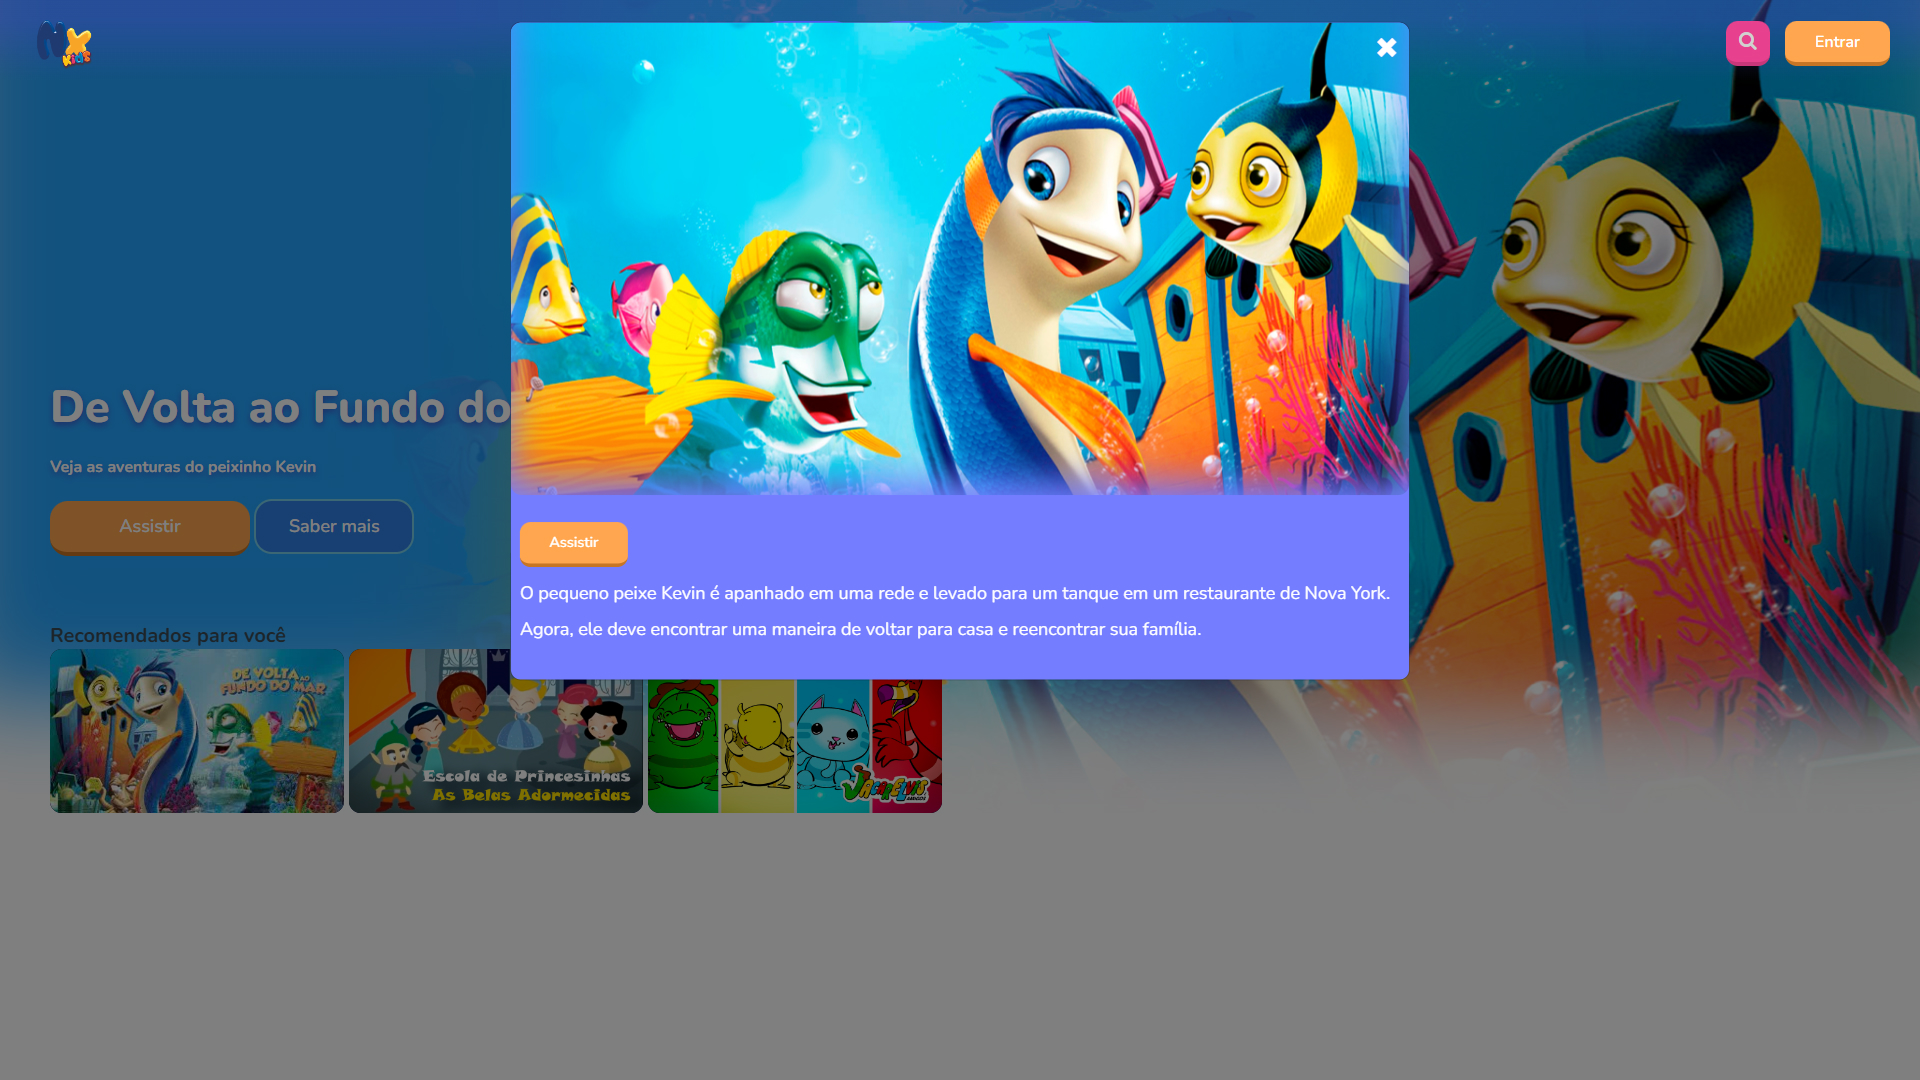 Nx
Kids
Entrar
De Volta ao Fundo do
Veja as aventuras do peixinho Kevin
Assistir
Saber mais
Assistir
O pequeno peixe Kevin é apanhado em uma rede e levado para um tanque em um restaurante de Nova York.
Agora, ele deve encontrar uma maneira de voltar para casa e reencontrar sua família.
Recomendados para você
DE VOLTA AO
FUNDO DO MAR
Escola de Princesinhas
As Belas Adormecidas